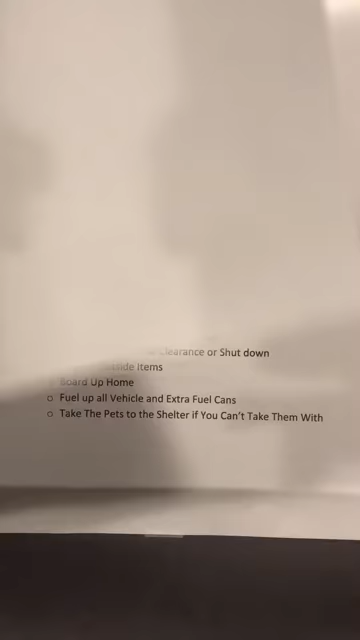 Clearance or Shut down
Items
Board Up Home
o Fuel up all Vehicle and Extra Fuel Cans
o Take The Pets to the Shelter if You Can't Take Them With